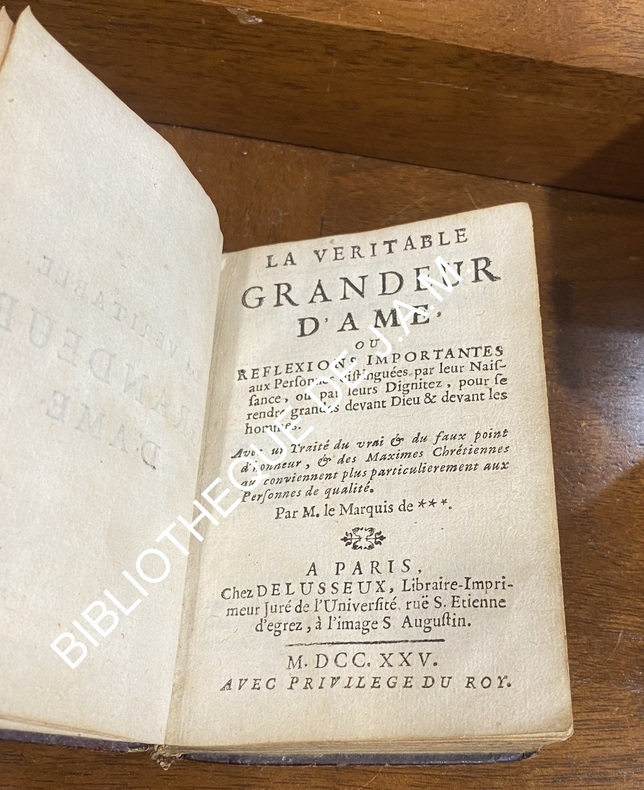 LA VERITABLE
GRANDEUR
D'AME,
OU
REFLEXIONS IMPORTANTES
aux Perſonnes diſtinguées par leur Naiſ-
ſance, ou par leurs Dignitez, pour ſe
rendre grandes devant Dieu & devant les
hommes.
Avec un Traité du vrai & du faux point
d'honneur, & des Maximes Chrétiennes
qui conviennent plus particulierement aux
Perſonnes de qualité.
Par M. le Marquis de ***.
A PARIS,
Chez DELUSSEUX, Libraire-Impri-
meur Juré de l'Université. ruë S. Etienne
d'egrez, à l'image S Auguſtin.
M. DCC. XXV.
AVEC PRIVILEGE DU ROY.
BIBLIOTHEQUE DE J.A.M.